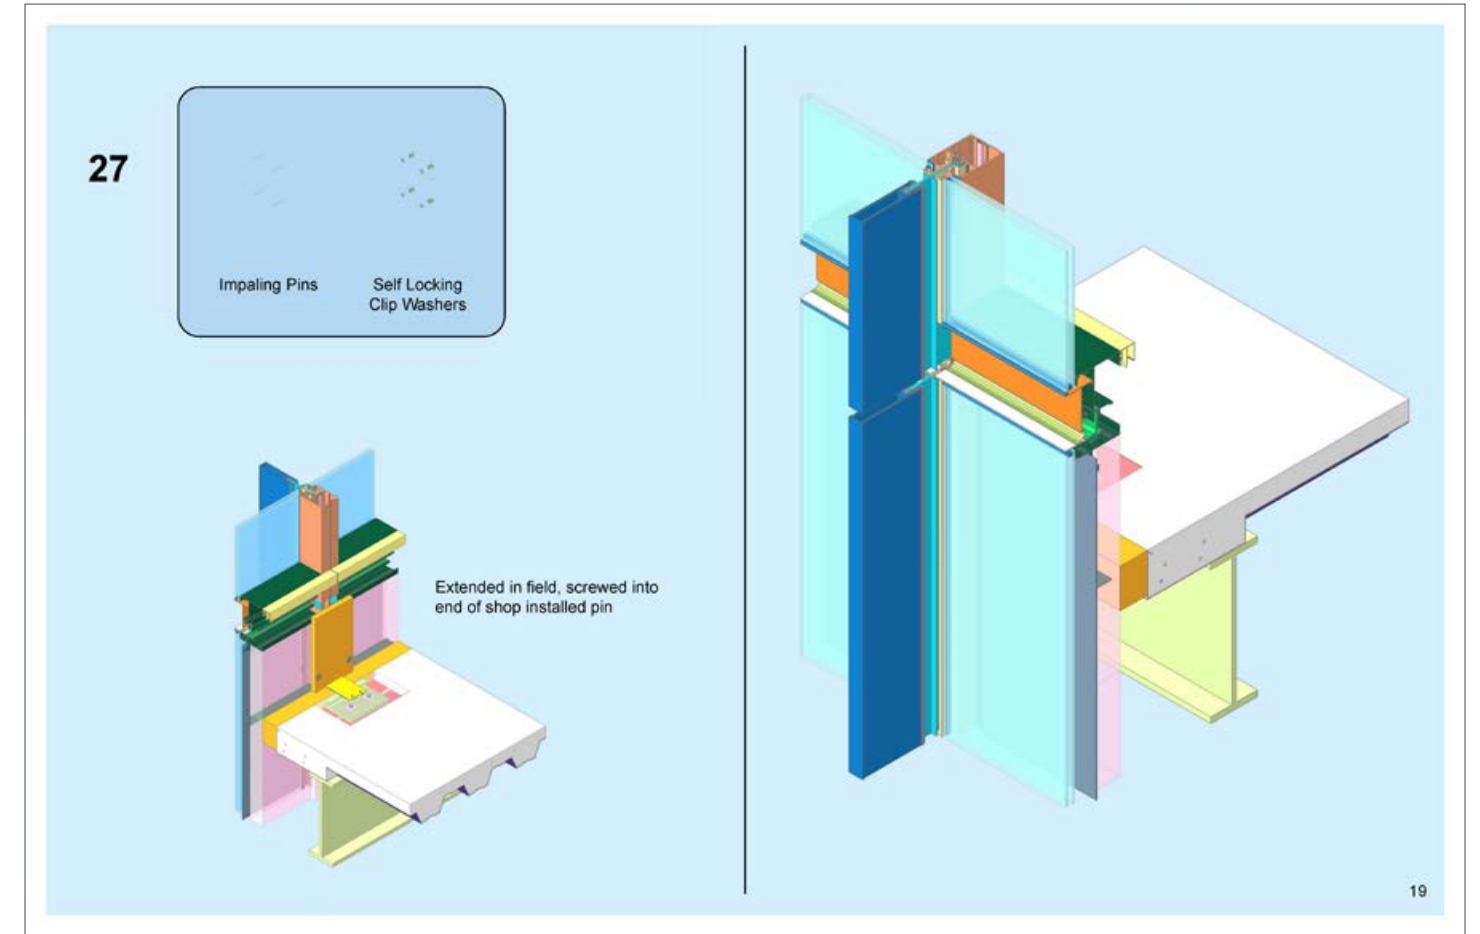 27
Impaling Pins
Self Locking
Clip Washers
Extended in field, screwed into
end of shop installed pin
19